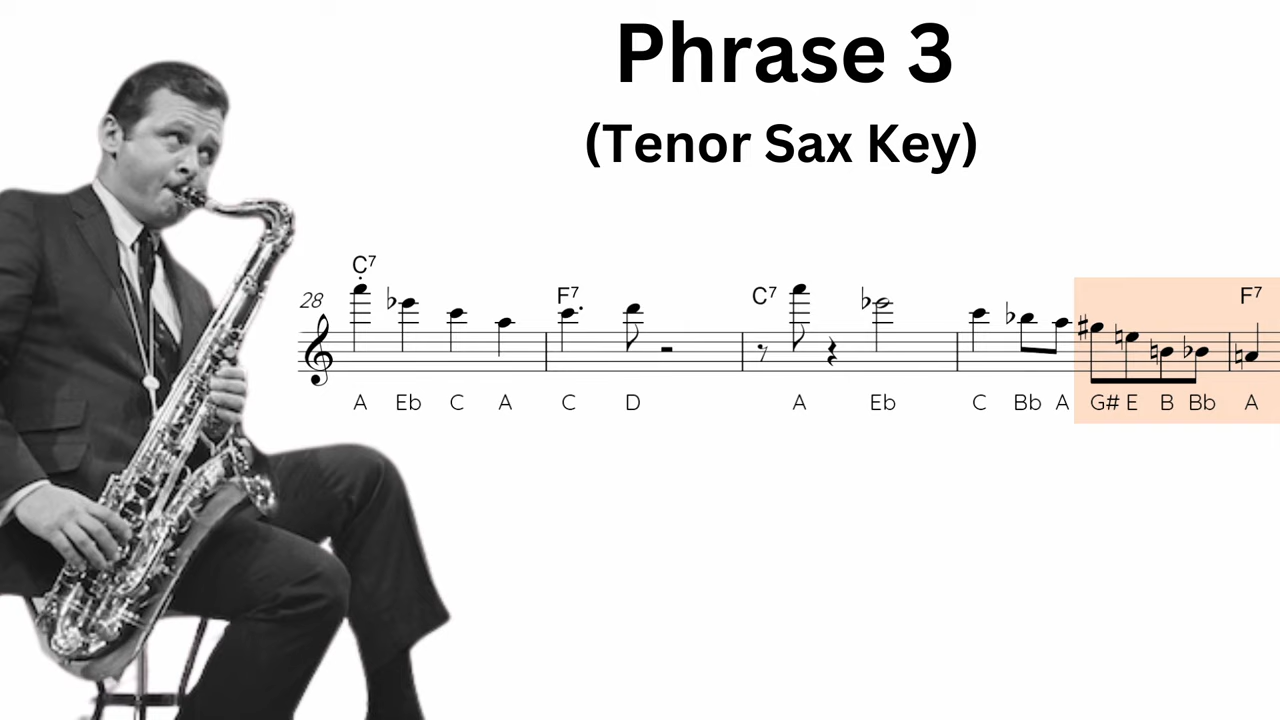 Phrase 3
(Tenor Sax Key)
C7
28 F7 C7 F7
A Eb C A C D A Eb C Bb A G# E B Bb A